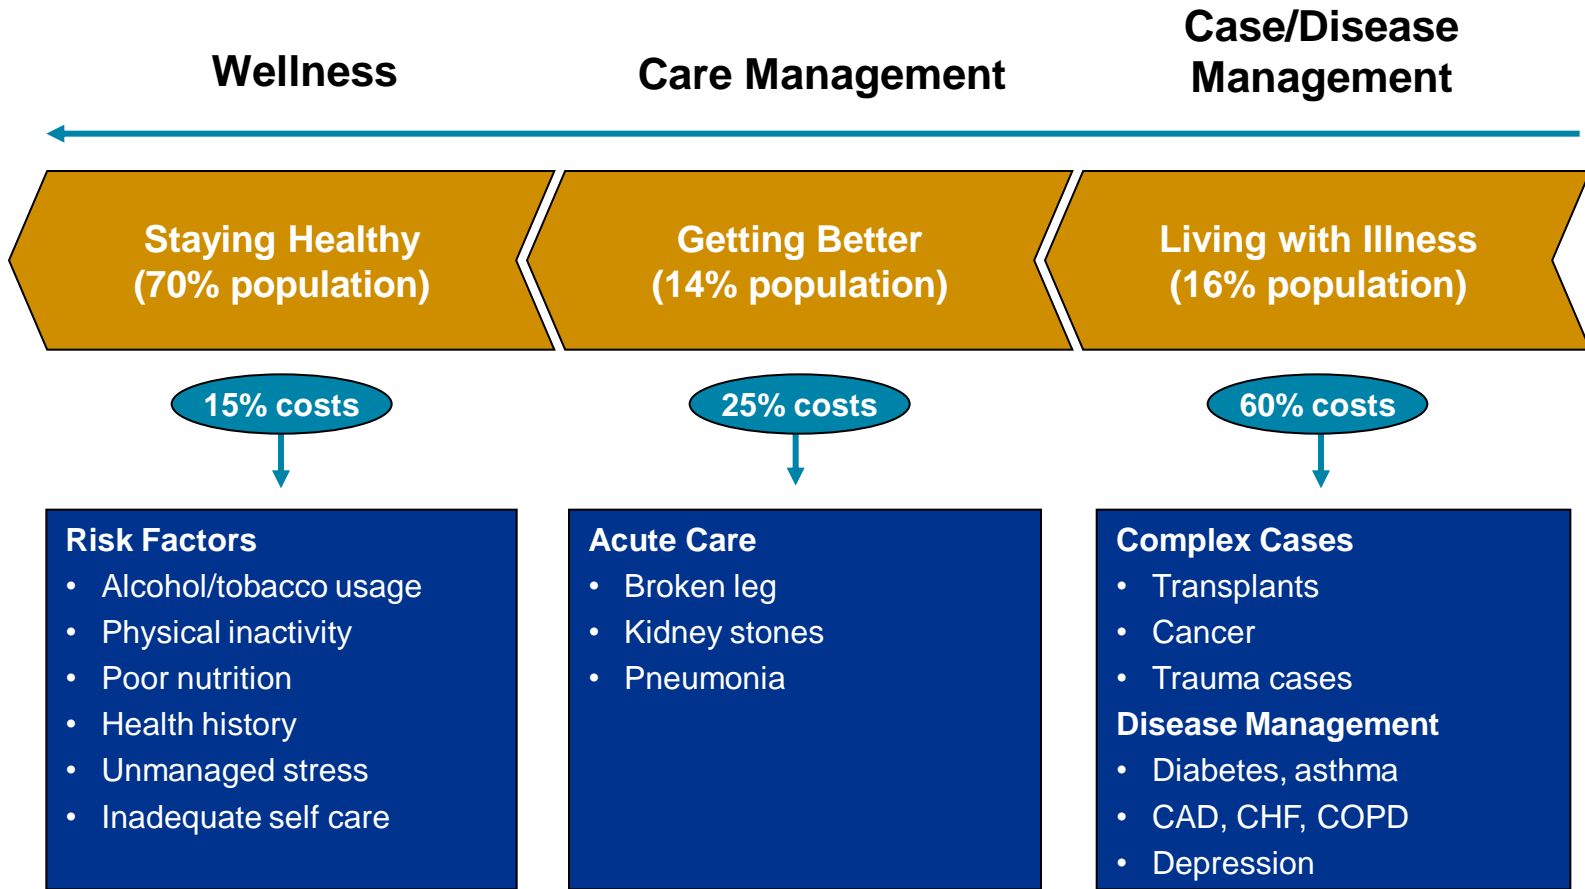 Wellness
Care Management
Case/Disease
Management
Staying Healthy
(70% population)
Getting Better
(14% population)
Living with Illness
(16% population)
15% costs
25% costs
60% costs
Risk Factors
• Alcohol/tobacco usage
• Physical inactivity
• Poor nutrition
• Health history
• Unmanaged stress
• Inadequate self care
Acute Care
• Broken leg
• Kidney stones
• Pneumonia
Complex Cases
• Transplants
• Cancer
• Trauma cases
Disease Management
• Diabetes, asthma
• CAD, CHF, COPD
• Depression